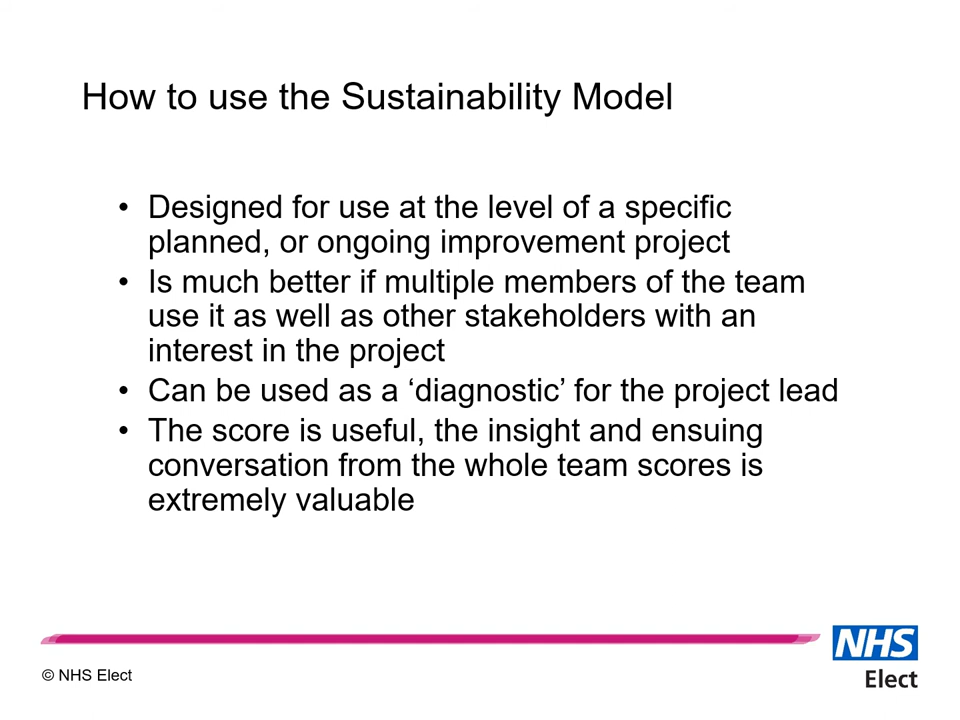 How to use the Sustainability Model
• Designed for use at the level of a specific
planned, or ongoing improvement project
• Is much better if multiple members of the team
use it as well as other stakeholders with an
interest in the project
• Can be used as a ‘diagnostic’ for the project lead
• The score is useful, the insight and ensuing
conversation from the whole team scores is
extremely valuable
NHS
Elect
© NHS Elect